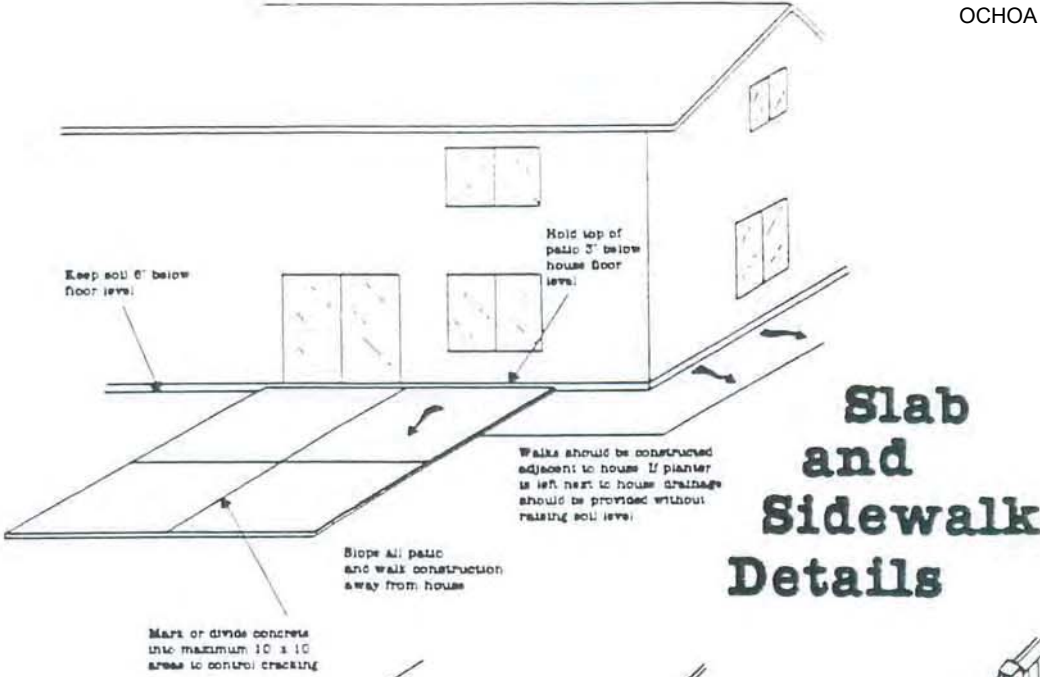 OCHOA
Hold top of
patio 3" below
house floor
level
Keep soil 6" below
floor level
Slab
and
Sidewalk
Details
Walks should be constructed
adjacent to house. If planter
is left next to house drainage
should be provided without
raising soil level
Slope all patio
and walk construction
away from house
Mark or divide concrete
into maximum 10 x 10
areas to control cracking